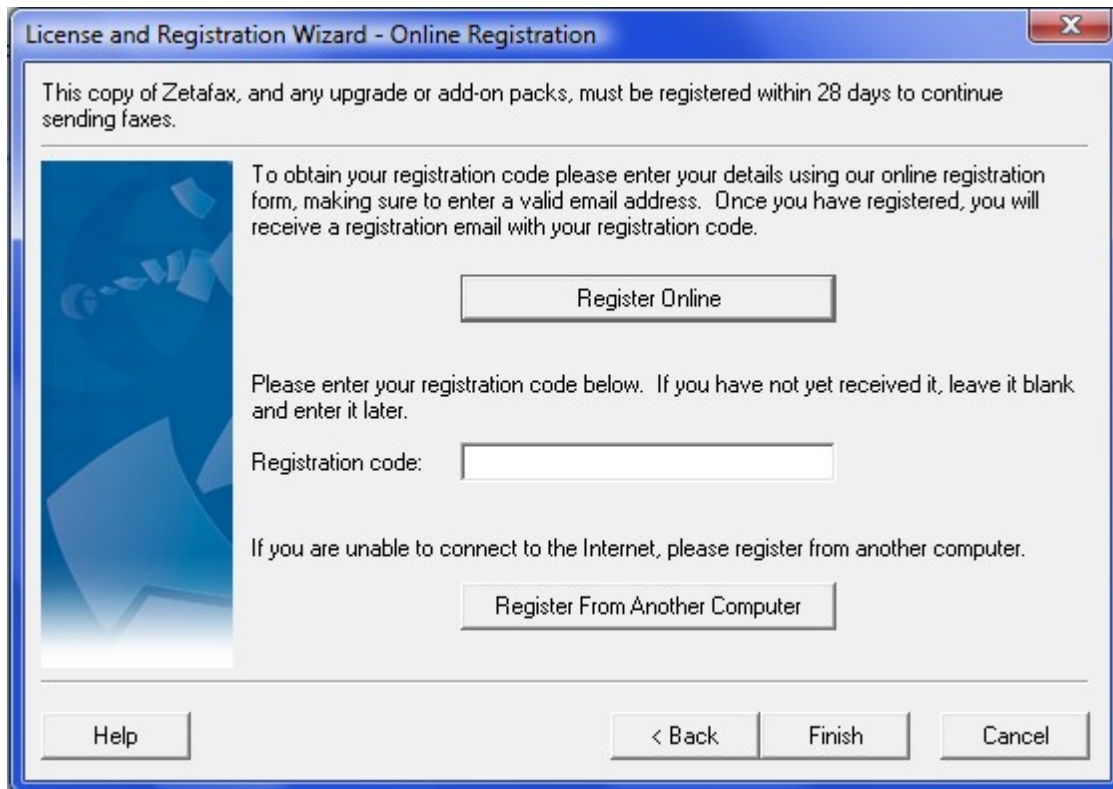 License and Registration Wizard - Online Registration
This copy of Zetafax, and any upgrade or add-on packs, must be registered within 28 days to continue
sending faxes.
To obtain your registration code please enter your details using our online registration
form, making sure to enter a valid email address.  Once you have registered, you will
receive a registration email with your registration code.
Register Online
Please enter your registration code below.  If you have not yet received it, leave it blank
and enter it later.
Registration code:
If you are unable to connect to the Internet, please register from another computer.
Register From Another Computer
Help
< Back
Finish
Cancel